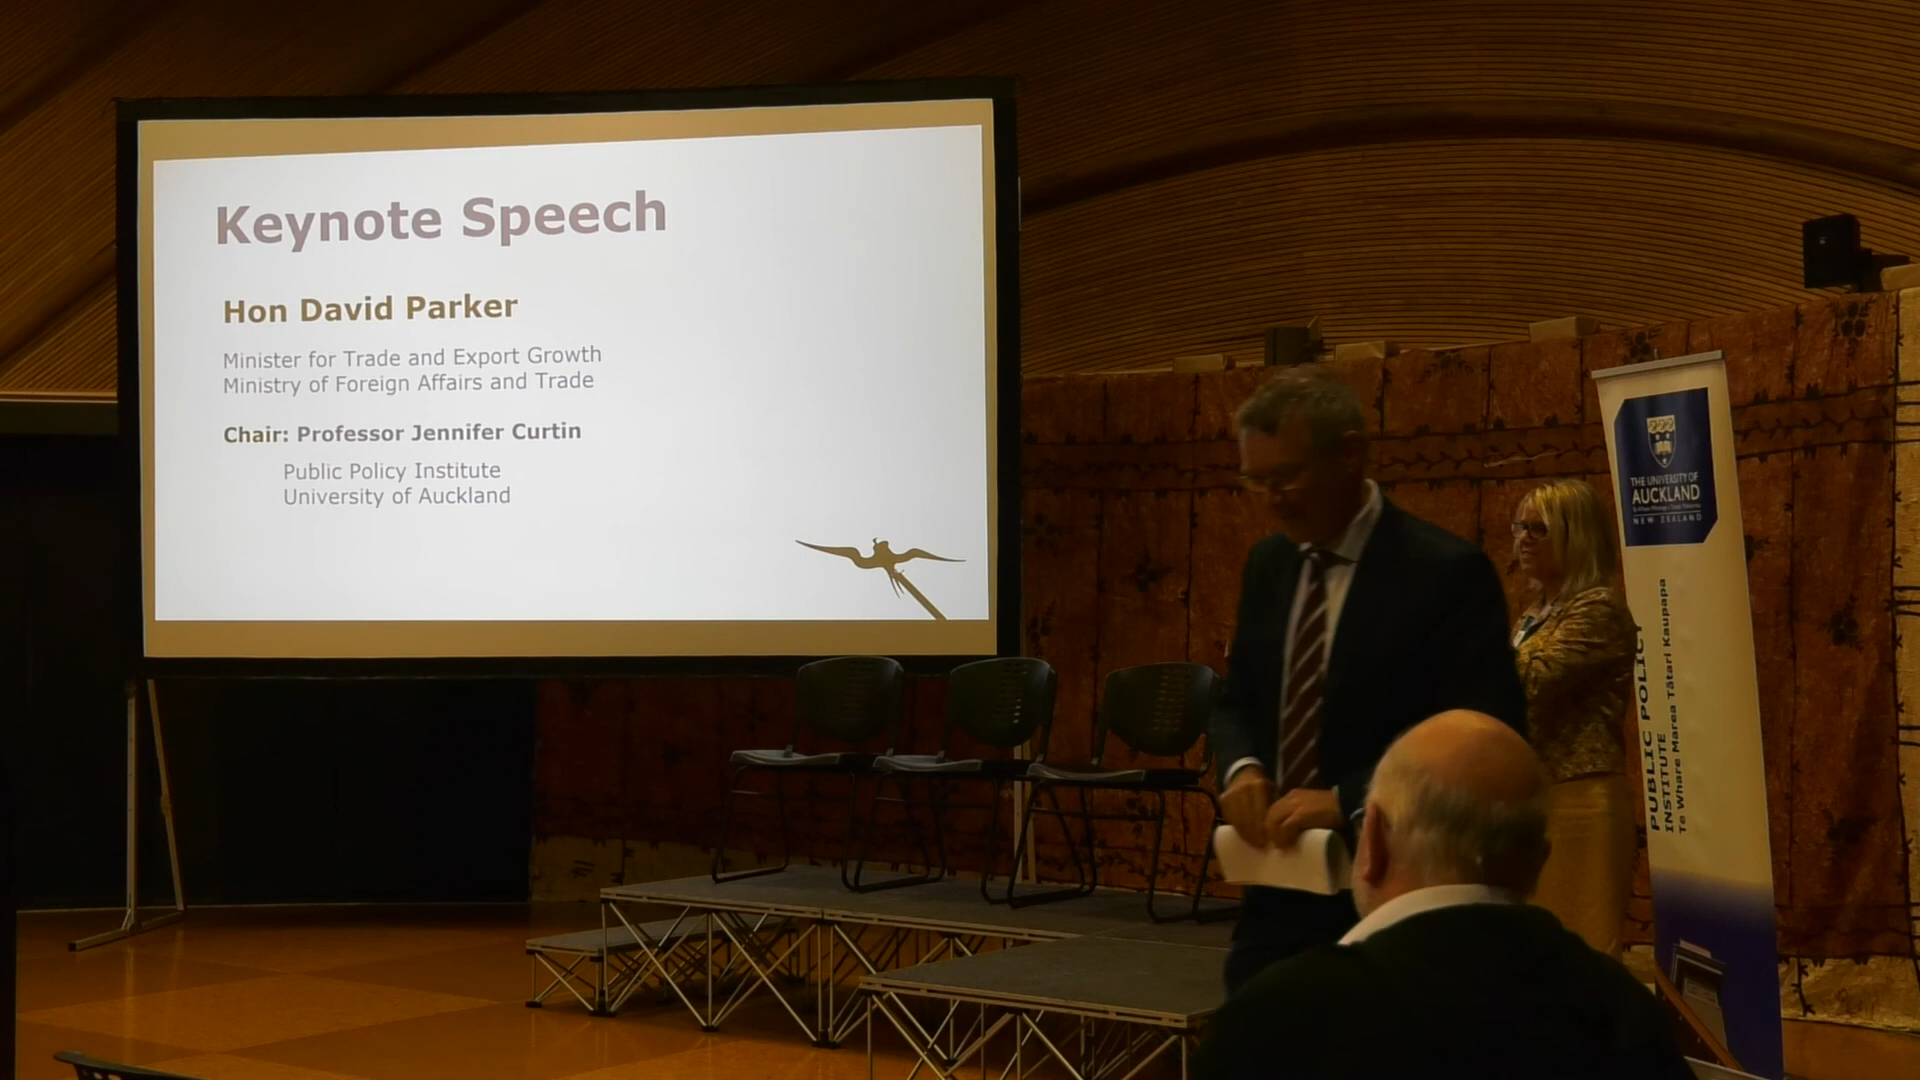 Keynote Speech
Hon David Parker
Minister for Trade and Export Growth
Ministry of Foreign Affairs and Trade
Chair: Professor Jennifer Curtin
Public Policy Institute
University of Auckland
THE UNIVERSITY OF
AUCKLAND
NEW ZEALAND
PUBLIC POLICY
INSTITUTE
Te Whare Marea Tātari Kaupapa